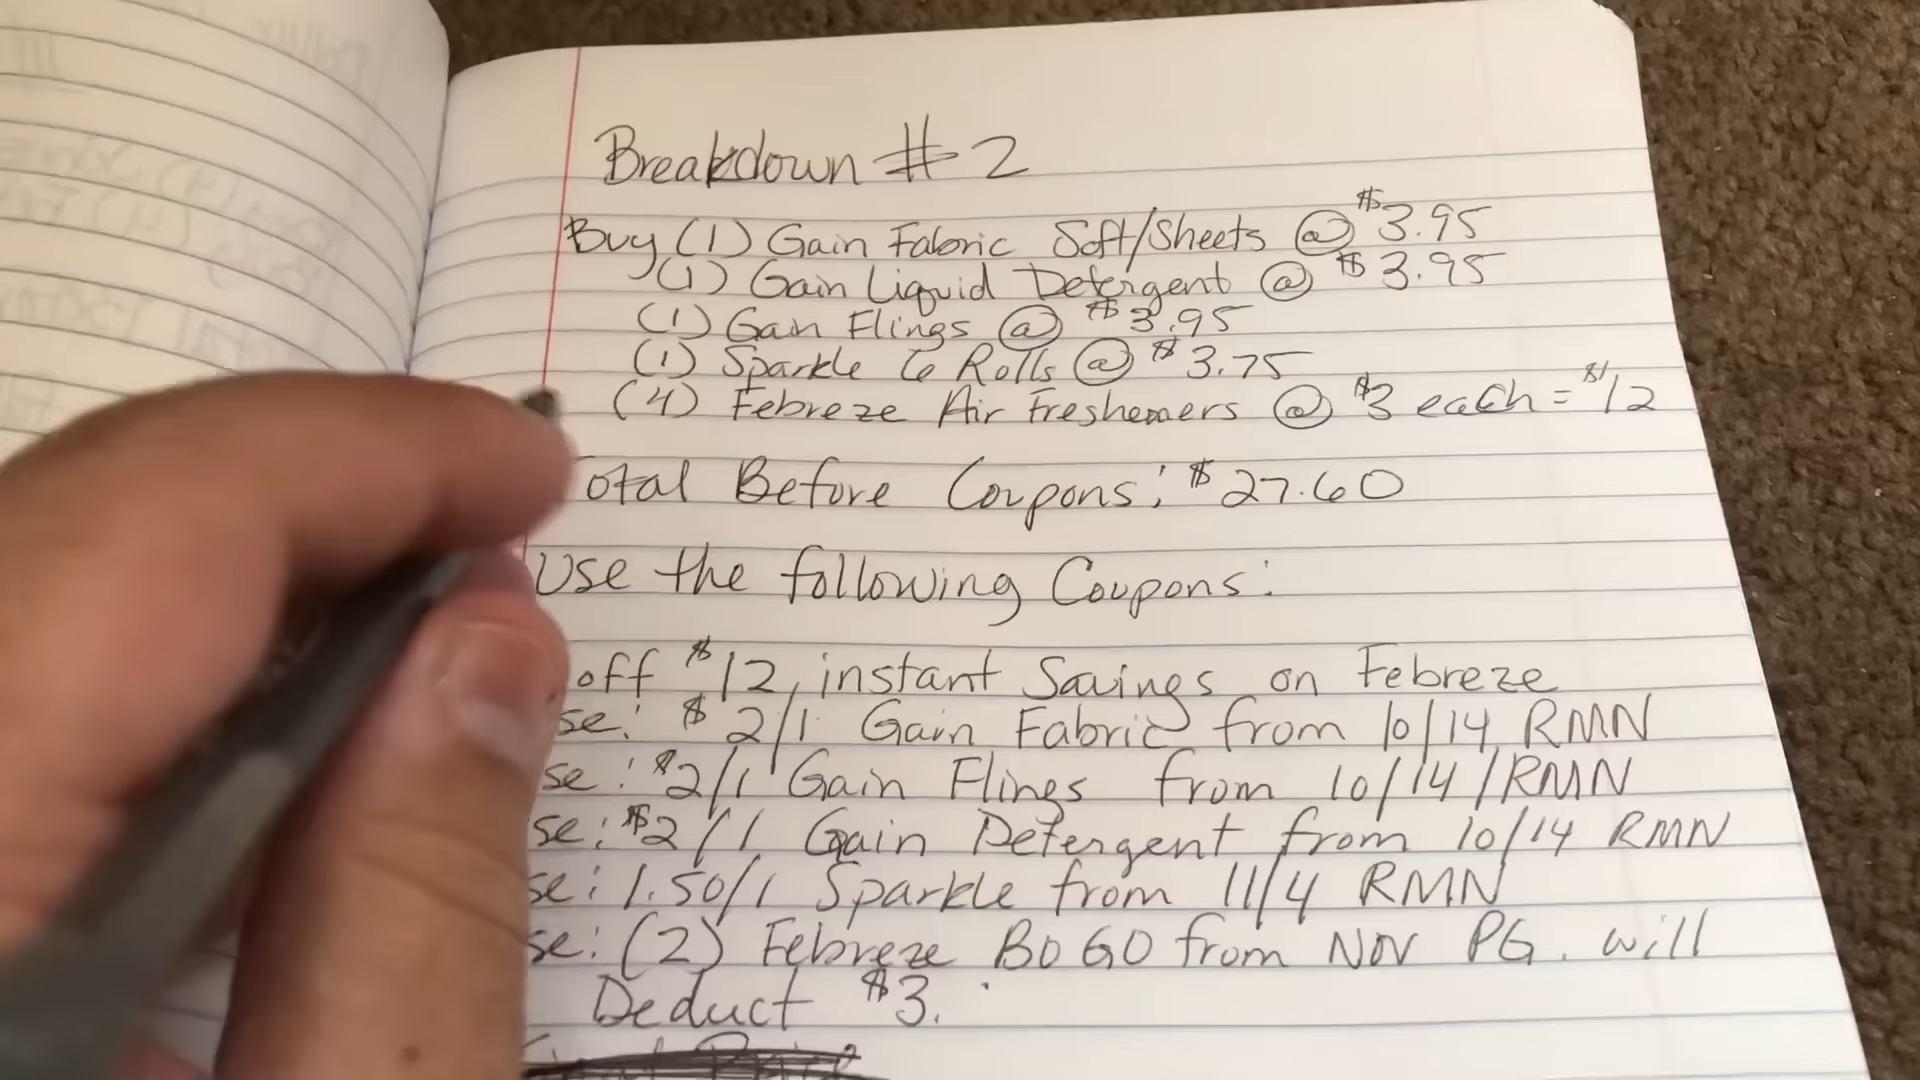 Breakdown # 2
Buy (1) Gain Fabric Soft/Sheets @ $3.95
(1) Gain Liquid Detergent @ $3.95
(1) Gain Flings @ $3.95
(1) Sparkle 6 Rolls @ $3.75
(4) Febreze Air Fresheners @ $3 each = $12
otal Before Coupons: $27.60
Use the following Coupons:
off $12, instant Savings on Febreze
se: $2/1 Gain Fabric from 10/14 RMN
se: $2/1 Gain Flings from 10/14/RMN
se: $2/1 Gain Detergent from 10/14 RMN
se: 1.50/1 Sparkle from 11/4 RMN
se: (2) Febreze BOGO from Nov PG. will
Deduct $3.